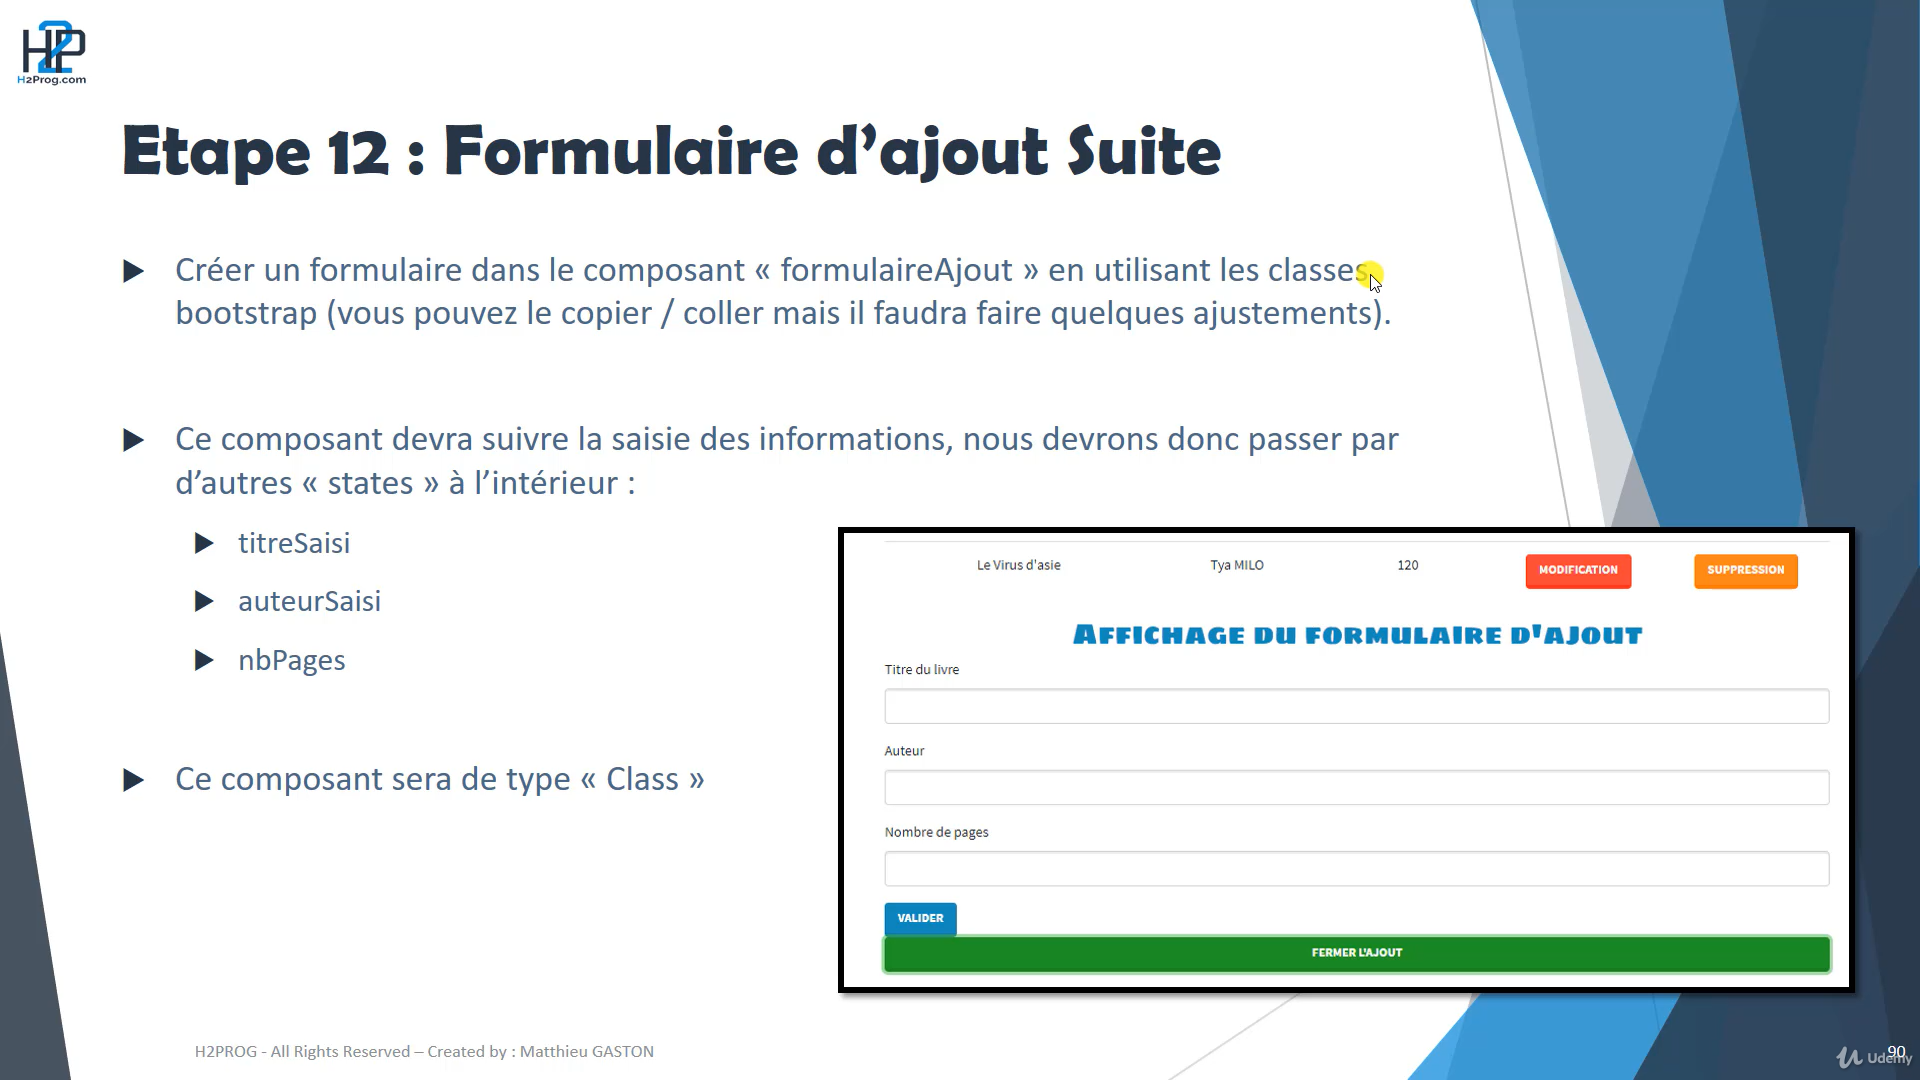 H2P
H2Prog.com
Etape 12 : Formulaire d’ajout Suite
Créer un formulaire dans le composant « formulaireAjout » en utilisant les classes
bootstrap (vous pouvez le copier / coller mais il faudra faire quelques ajustements).
Ce composant devra suivre la saisie des informations, nous devrons donc passer par
d’autres « states » à l’intérieur :
titreSaisi
auteurSaisi
nbPages
Ce composant sera de type « Class »
Le Virus d'asie Tya MILO 120 MODIFICATION SUPPRESSION
Affichage du formulaire d'ajout
Titre du livre
Auteur
Nombre de pages
VALIDER
FERMER L'AJOUT
H2PROG - All Rights Reserved – Created by : Matthieu GASTON
90
Udemy